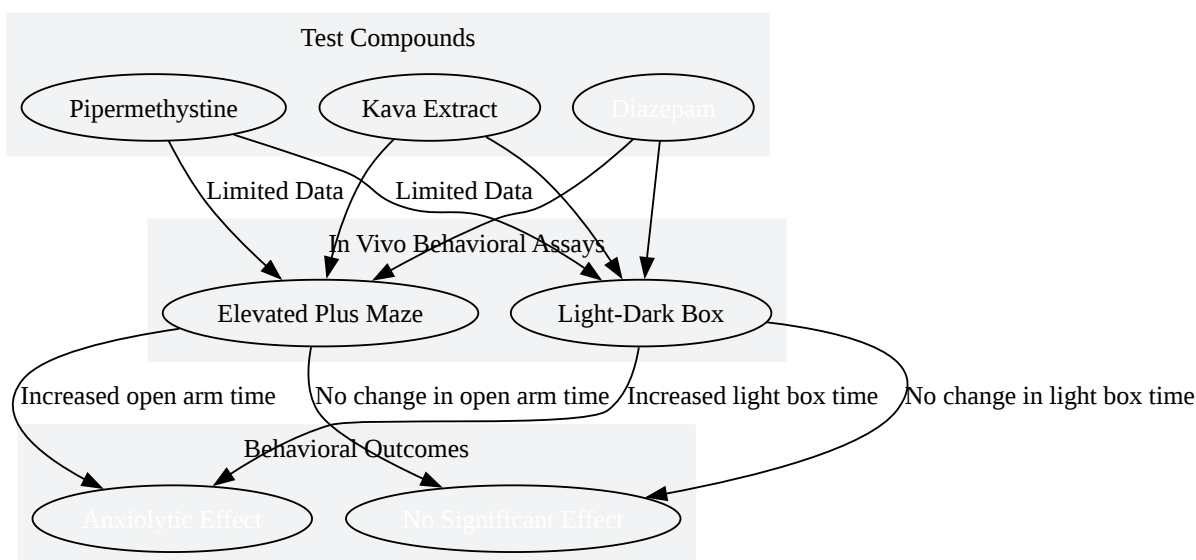 Test Compounds
Pipermethystine
Kava Extract
Diazepam
Limited Data
Limited Data
In Vivo Behavioral Assays
Elevated Plus Maze
Light-Dark Box
Increased open arm time
No change in open arm time
Increased light box time
No change in light box time
Behavioral Outcomes
Anxiolytic Effect
No Significant Effect